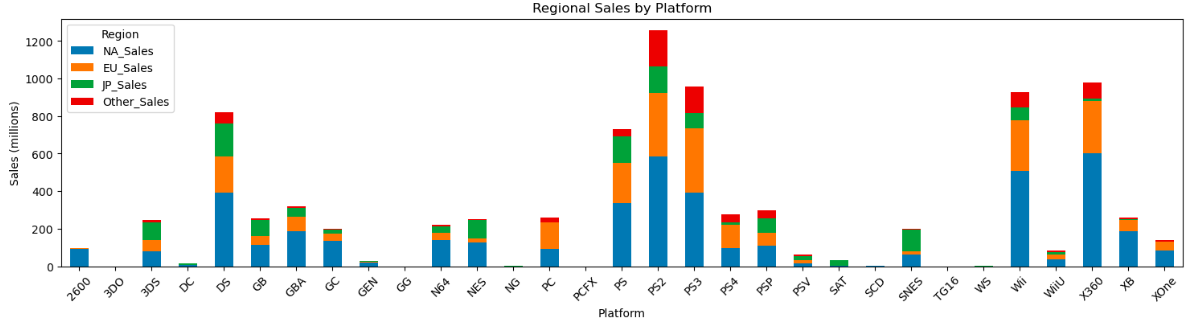 Regional Sales by Platform
Region
NA_Sales
EU_Sales
JP_Sales
Other_Sales
1200
1000
800
600
400
200
0
Sales (millions)
2600
3DO
3DS
DC
DS
GB
GBA
GC
GEN
GG
N64
NES
NG
PC
PCFX
PS
PS2
PS3
PS4
PSP
PSV
SAT
SCD
SNES
TG16
WS
Wii
WiiU
X360
XB
XOne
Platform